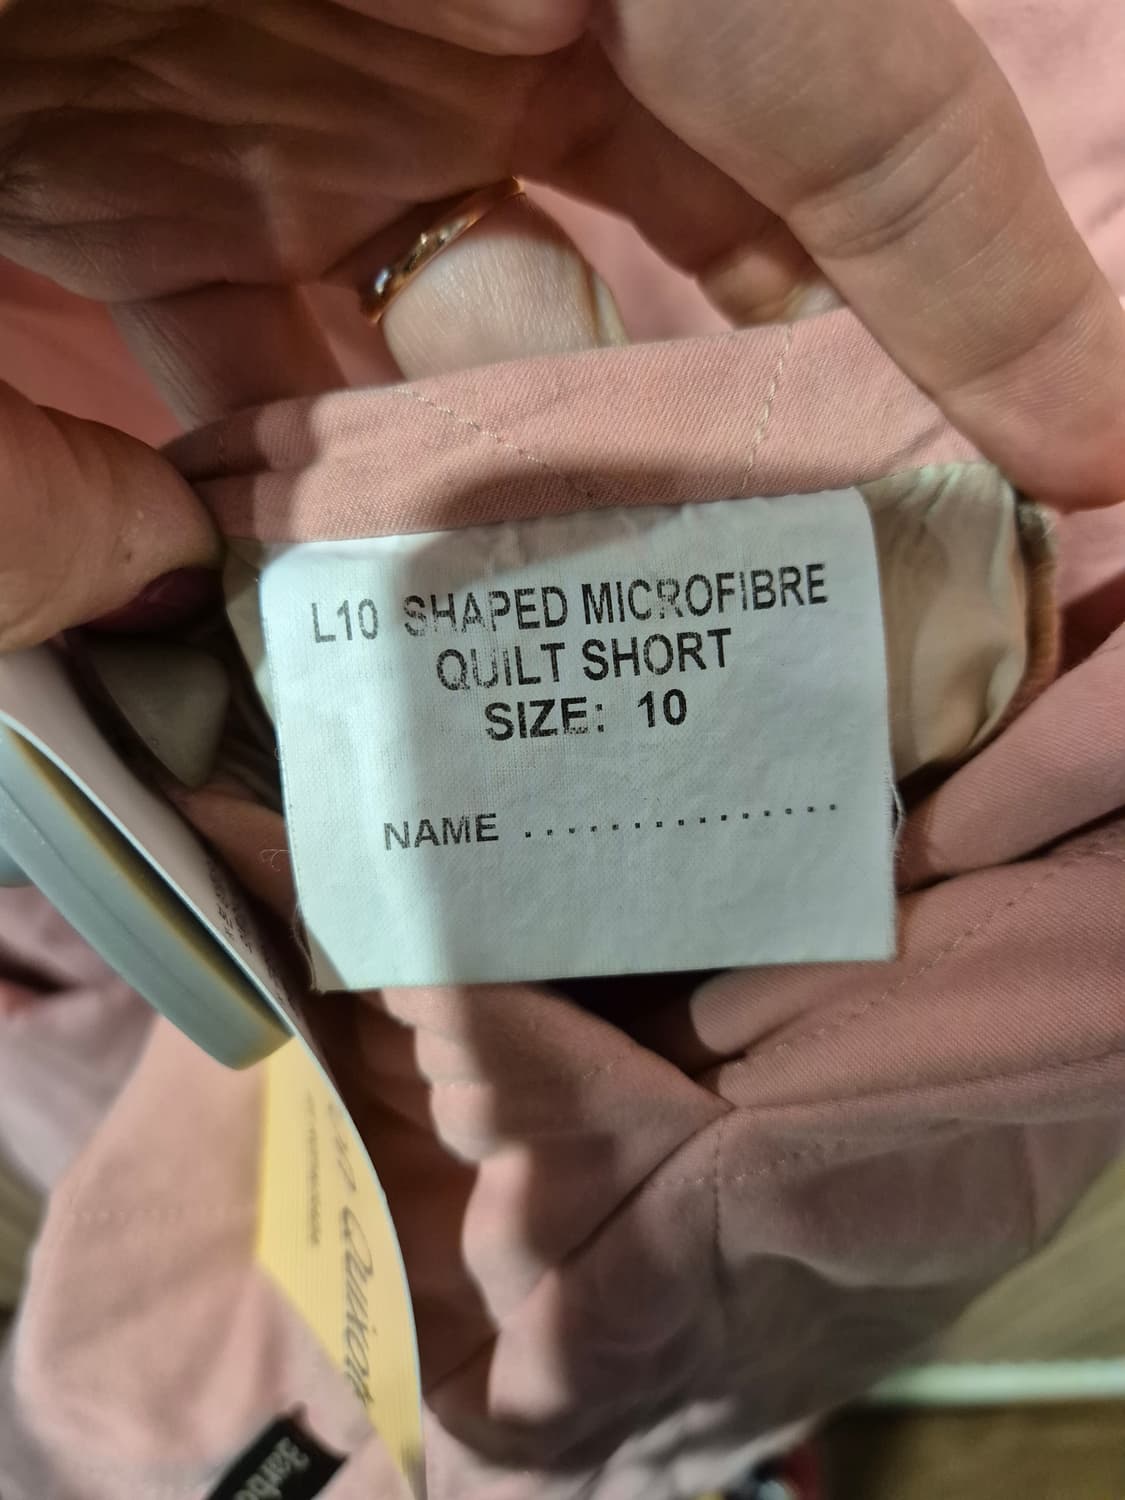 L10 SHAPED MICROFIBRE
QUILT SHORT
SIZE: 10
NAME ...............